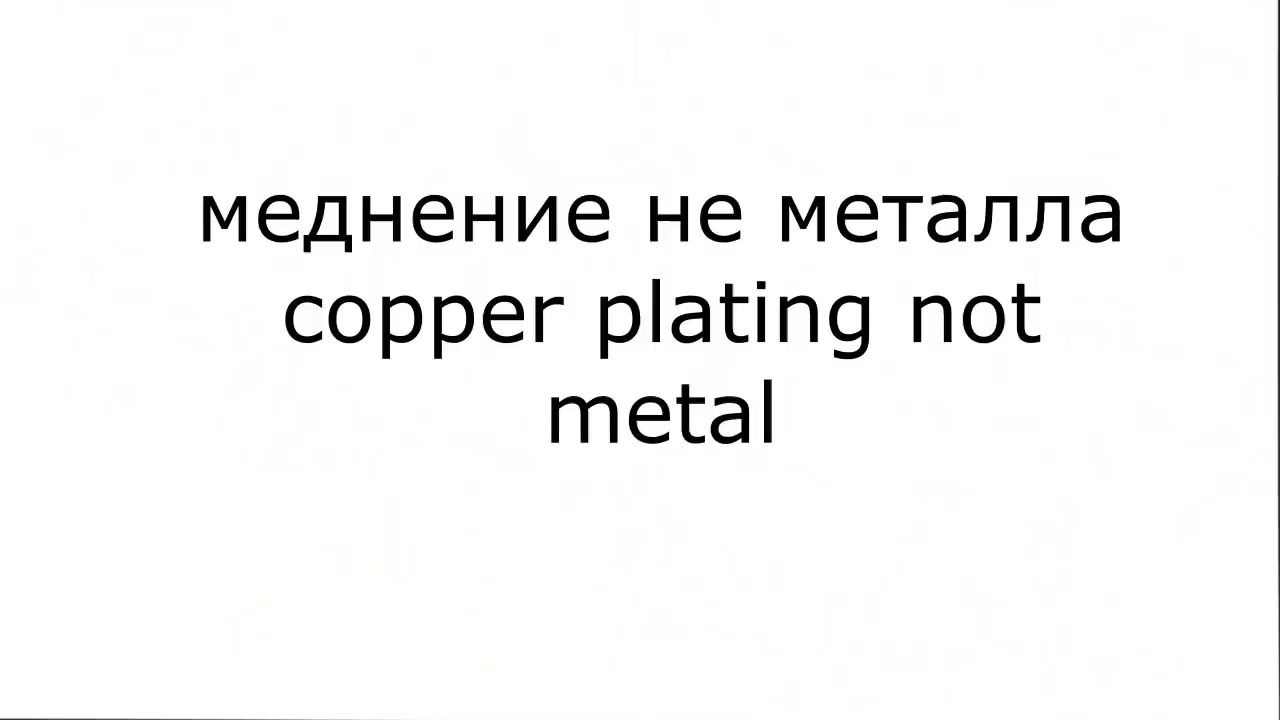 меднение не металла
copper plating not
metal